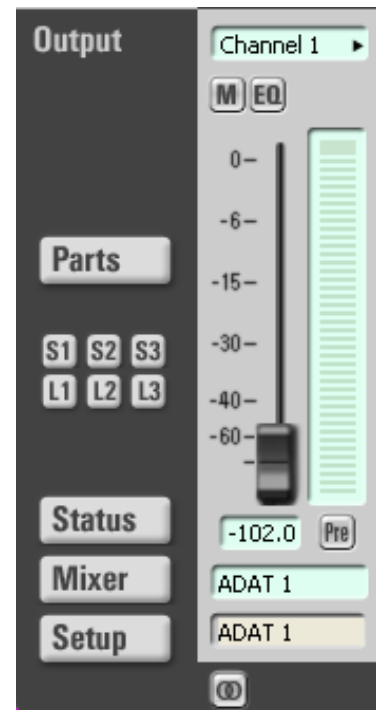 Output
Channel 1
M EQ
0
-6
Parts
-15
S1 S2 S3
-30
L1 L2 L3
-40
-60
Status
-102.0 Pre
Mixer
ADAT 1
Setup
ADAT 1